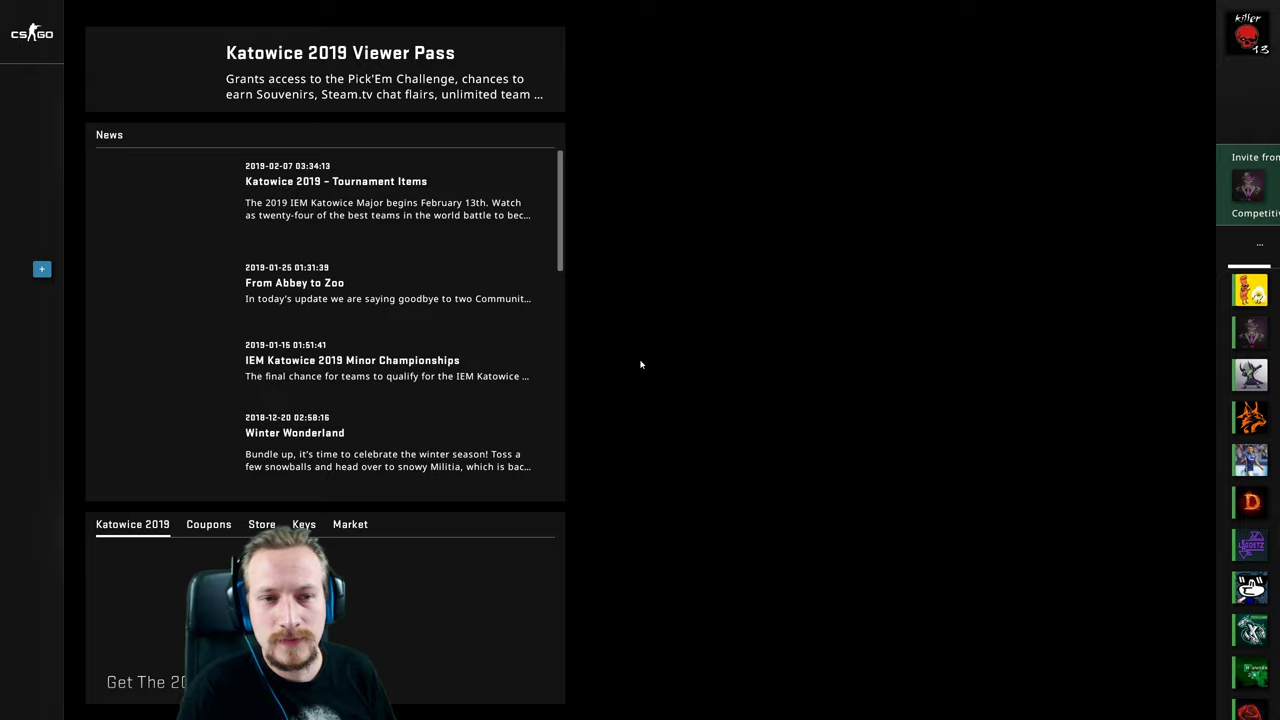 CS GO
Katowice 2019 Viewer Pass
Grants access to the Pick'Em Challenge, chances to
earn Souvenirs, Steam.tv chat flairs, unlimited team ...
News
2019-02-07 03:34:13
Katowice 2019 – Tournament Items
The 2019 IEM Katowice Major begins February 13th. Watch
as twenty-four of the best teams in the world battle to bec...
2019-01-25 01:31:39
From Abbey to Zoo
In today's update we are saying goodbye to two Communit...
2019-01-15 01:51:41
IEM Katowice 2019 Minor Championships
The final chance for teams to qualify for the IEM Katowice ...
2018-12-20 02:58:16
Winter Wonderland
Bundle up, it's time to celebrate the winter season! Toss a
few snowballs and head over to snowy Militia, which is bac...
Katowice 2019 Coupons Store Keys Market
Get The 20
+
killer
13
Invite from
Competitiv
...
D